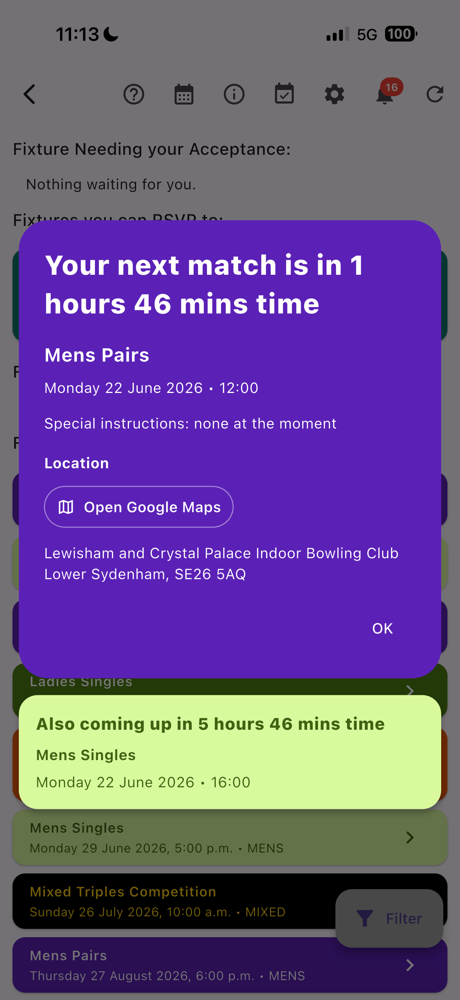 11:13
5G 100
16
Fixture Needing your Acceptance:
Nothing waiting for you.
Fixtures you can RSVP to:
Your next match is in 1
hours 46 mins time
Mens Pairs
Monday 22 June 2026 • 12:00
Special instructions: none at the moment
Location
Open Google Maps
Lewisham and Crystal Palace Indoor Bowling Club
Lower Sydenham, SE26 5AQ
OK
Ladies Singles
Also coming up in 5 hours 46 mins time
Mens Singles
Monday 22 June 2026 • 16:00
Mens Singles
Monday 29 June 2026, 5:00 p.m. • MENS
Mixed Triples Competition
Sunday 26 July 2026, 10:00 a.m. • MIXED
Filter
Mens Pairs
Thursday 27 August 2026, 6:00 p.m. • MENS